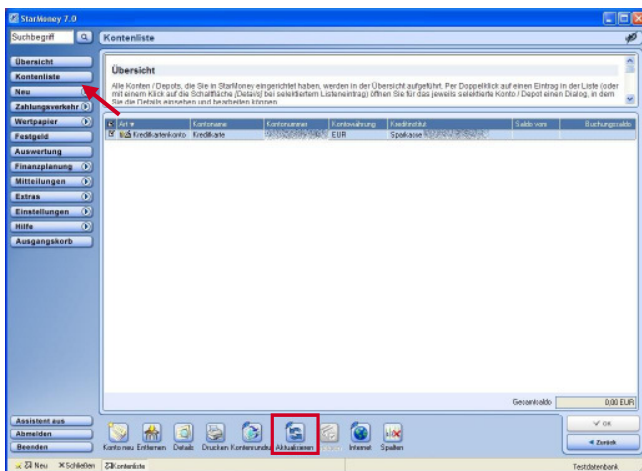 StarMoney 7.0
Suchbegriff
Kontenliste
Übersicht
Kontenliste
Neu
Zahlungsverkehr
Wertpapier
Festgeld
Auswertung
Finanzplanung
Mitteilungen
Extras
Einstellungen
Hilfe
Ausgangskorb
Übersicht
Alle Konten / Depots, die Sie in StarMoney eingerichtet haben, werden in der Übersicht aufgeführt. Per Doppelklick auf einen Eintrag in der Liste (oder
mit einem Klick auf die Schaltfläche [Details] bei selektiertem Listeneintrag) öffnen Sie für das jeweils selektierte Konto / Depot einen Dialog, in dem
Sie die Details einsehen und bearbeiten können.
Art Kontoname Kontonummer Kontowährung Kreditinstitut Saldo vom Buchungssaldo
Kreditkartenkonto Kreditkarte EUR Sparkasse
Gesamtsaldo 0,00 EUR
Assistent aus
Abmelden
Beenden
Konto neu Entfernen Details Drucken Kontenrundruf Aktualisieren Internet Spalten
OK
Zurück
Neu Schließen Kontenliste Testdatenbank